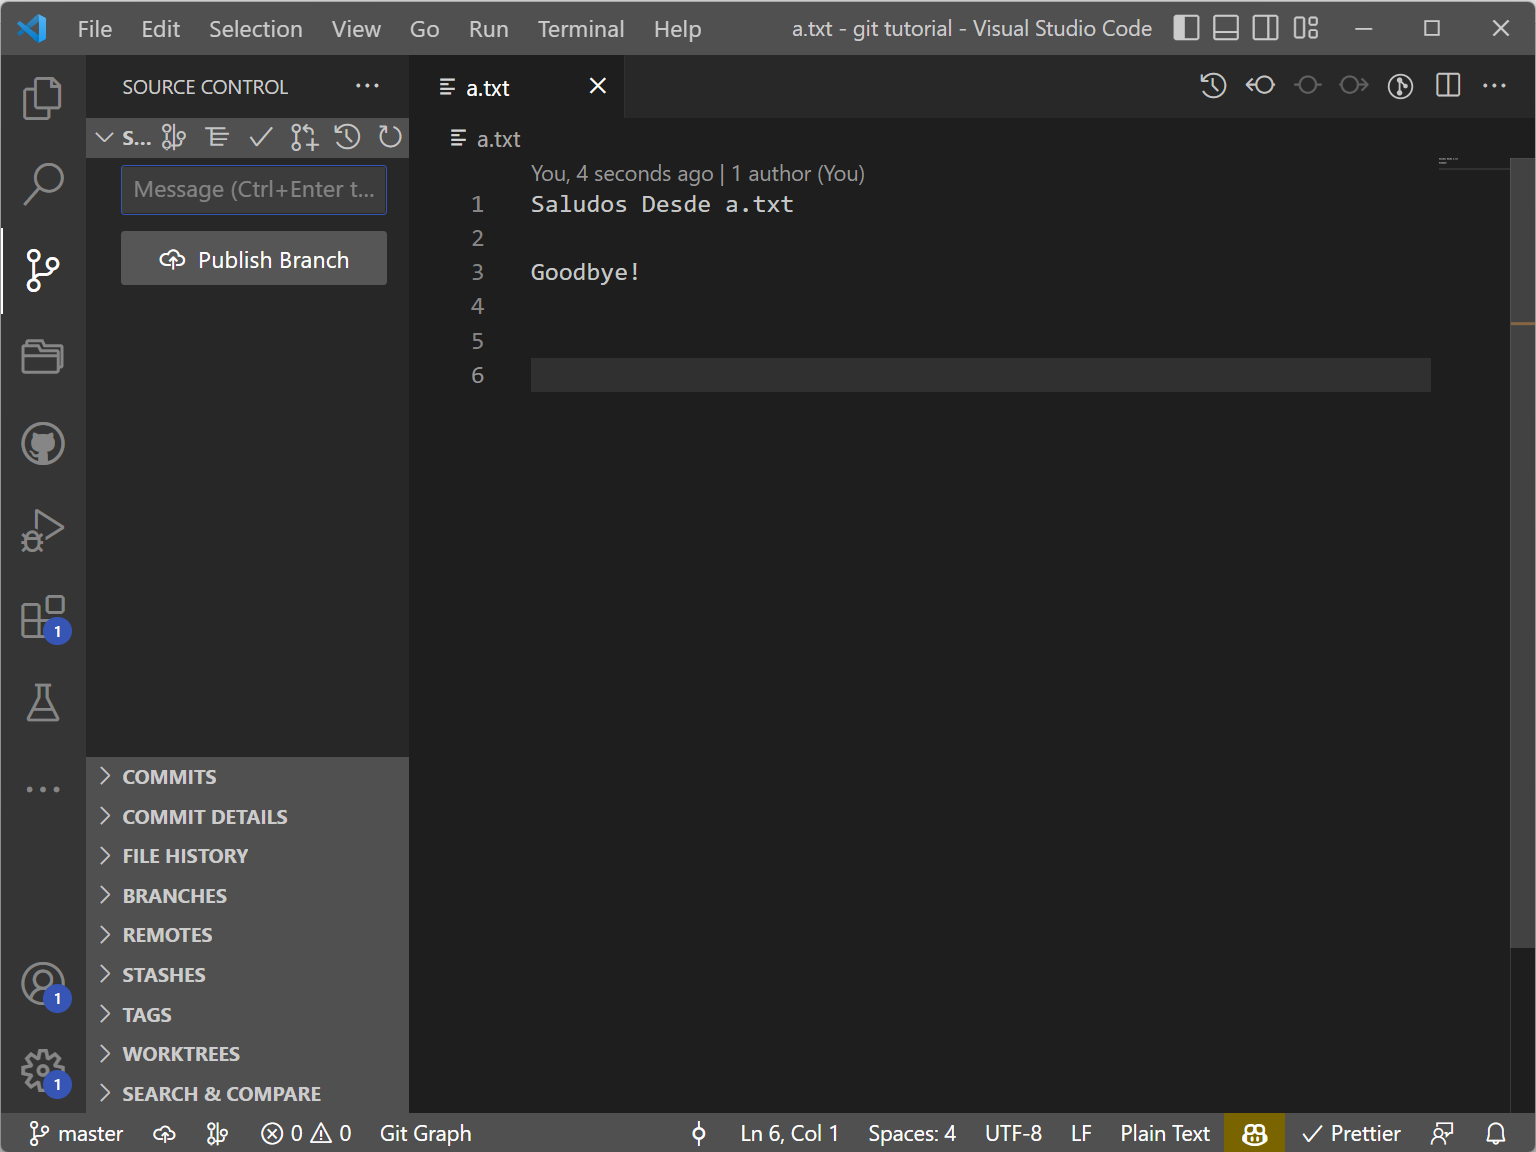 File Edit Selection View Go Run Terminal Help a.txt - git tutorial - Visual Studio Code
SOURCE CONTROL
S...
Message (Ctrl+Enter t...
Publish Branch
a.txt
a.txt
You, 4 seconds ago | 1 author (You)
1 Saludos Desde a.txt
2
3 Goodbye!
4
5
6
1
COMMITS
COMMIT DETAILS
FILE HISTORY
BRANCHES
REMOTES
STASHES
TAGS
WORKTREES
SEARCH & COMPARE
1
1
master 0 0 Git Graph Ln 6, Col 1 Spaces: 4 UTF-8 LF Plain Text Prettier